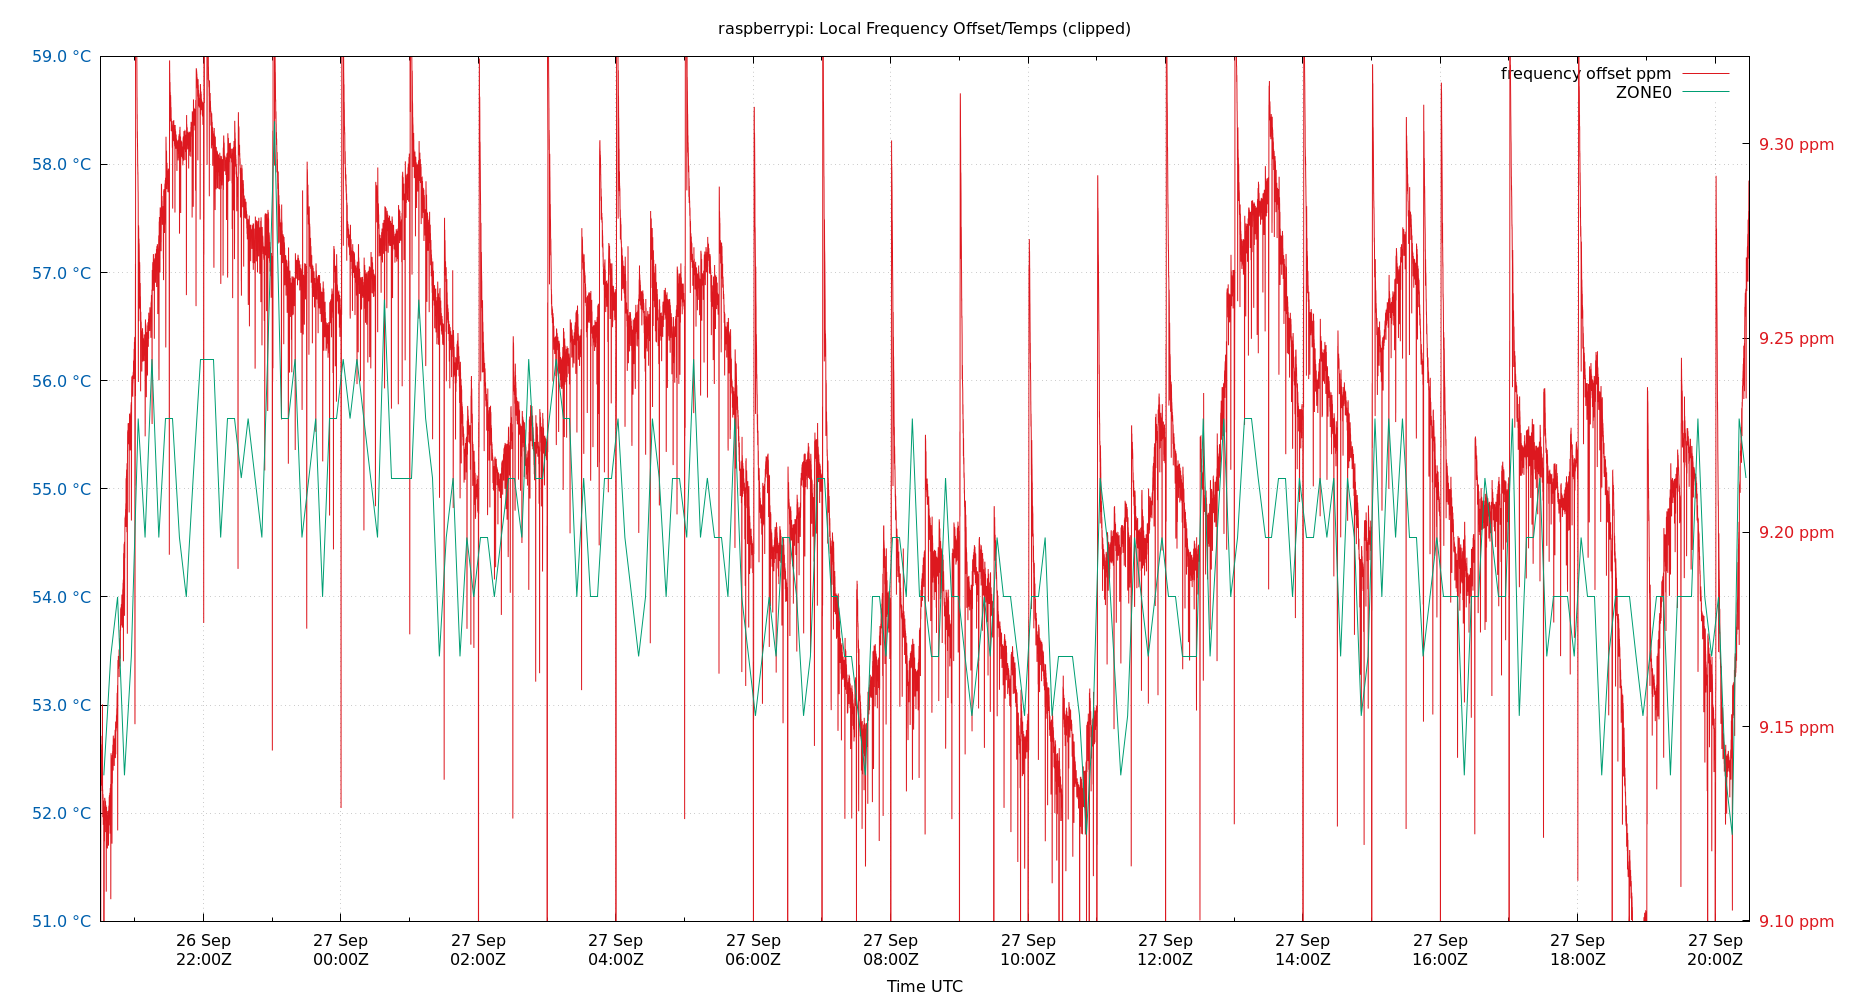 raspberrypi: Local Frequency Offset/Temps (clipped)
59.0 °C
58.0 °C
57.0 °C
56.0 °C
55.0 °C
54.0 °C
53.0 °C
52.0 °C
51.0 °C
frequency offset ppm
ZONE0
9.30 ppm
9.25 ppm
9.20 ppm
9.15 ppm
9.10 ppm
26 Sep
22:00Z
27 Sep
00:00Z
27 Sep
02:00Z
27 Sep
04:00Z
27 Sep
06:00Z
27 Sep
08:00Z
27 Sep
10:00Z
27 Sep
12:00Z
27 Sep
14:00Z
27 Sep
16:00Z
27 Sep
18:00Z
27 Sep
20:00Z
Time UTC